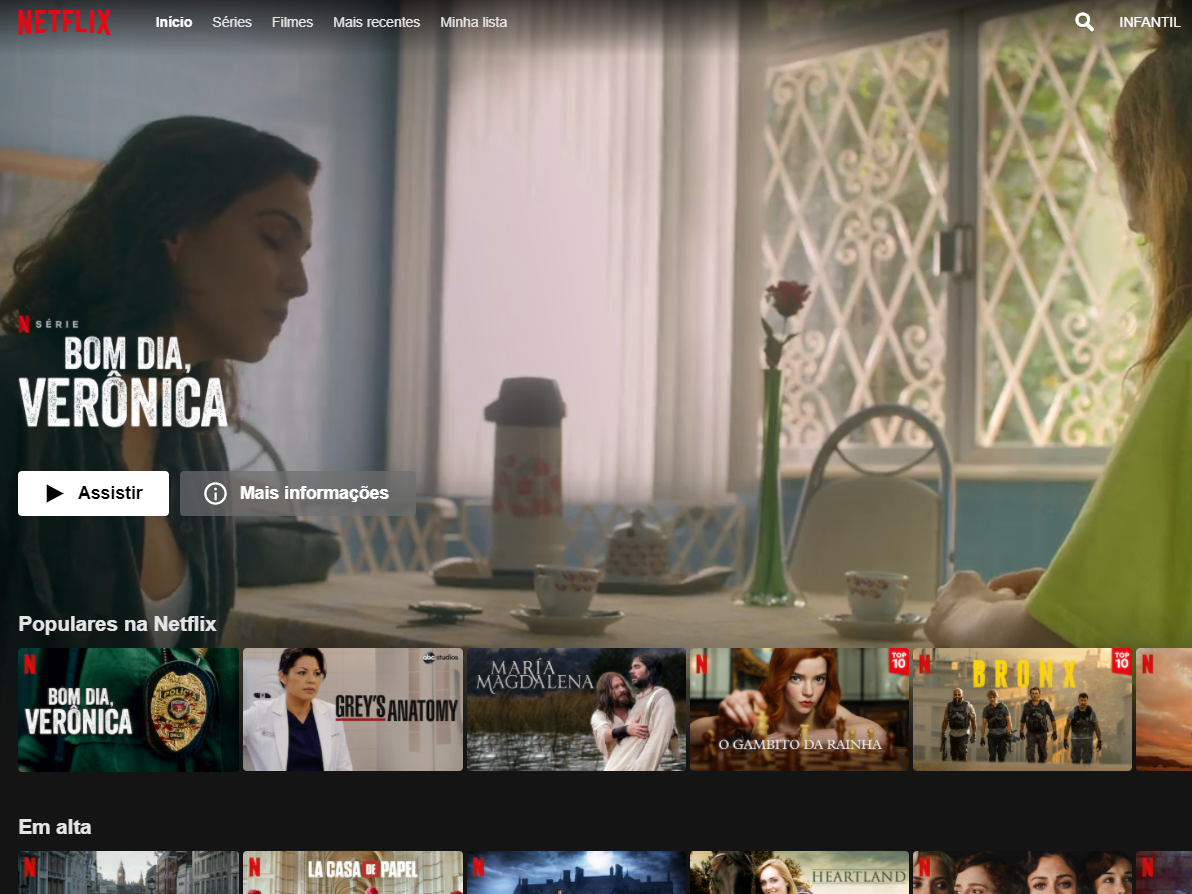 NETFLIX
Início Séries Filmes Mais recentes Minha lista
INFANTIL
N SÉRIE
BOM DIA,
VERÔNICA
Assistir
Mais informações
Populares na Netflix
N
BOM DIA,
VERÔNICA
POLICIA
abc studios
GREY'S ANATOMY
MARÍA
MAGDALENA
N
TOP
10
O GAMBITO DA RAINHA
N
TOP
10
BRONX
N
Em alta
N
N
LA CASA DE PAPEL
N
HEARTLAND
N
N